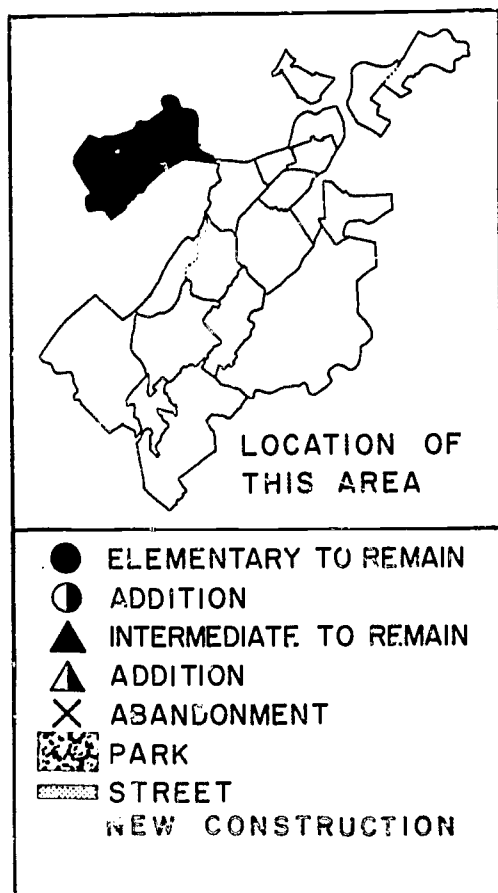 LOCATION OF
THIS AREA
ELEMENTARY TO REMAIN
ADDITION
INTERMEDIATE TO REMAIN
ADDITION
ABANDONMENT
PARK
STREET
NEW CONSTRUCTION